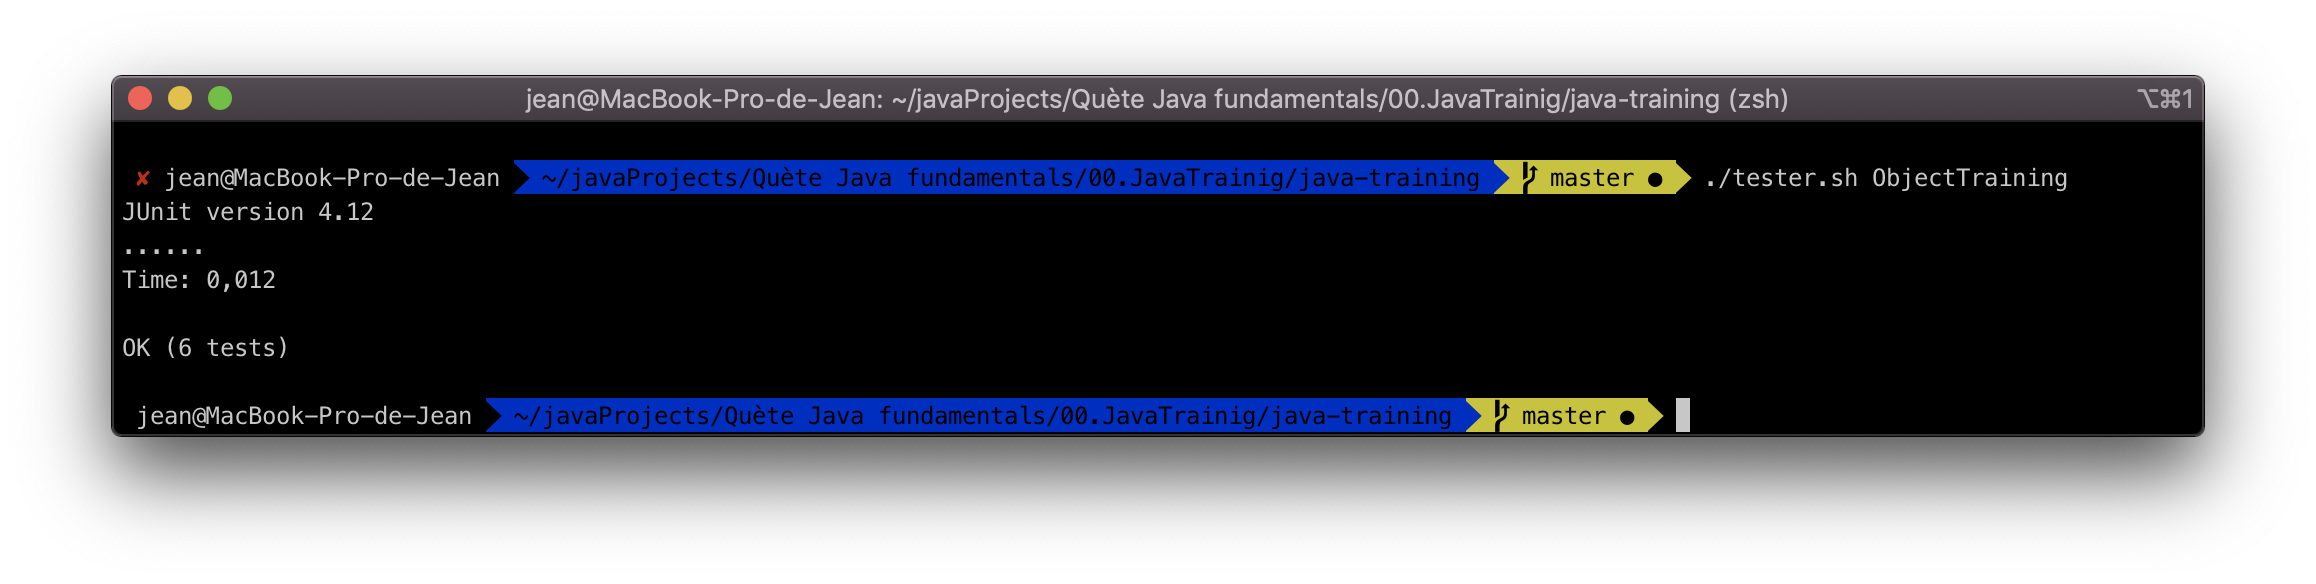 jean@MacBook-Pro-de-Jean: ~/javaProjects/Quète Java fundamentals/00.JavaTrainig/java-training (zsh) ⌥⌘1
✘ jean@MacBook-Pro-de-Jean ~/javaProjects/Quète Java fundamentals/00.JavaTrainig/java-training master ● ./tester.sh ObjectTraining
JUnit version 4.12
......
Time: 0,012
OK (6 tests)
jean@MacBook-Pro-de-Jean ~/javaProjects/Quète Java fundamentals/00.JavaTrainig/java-training master ●